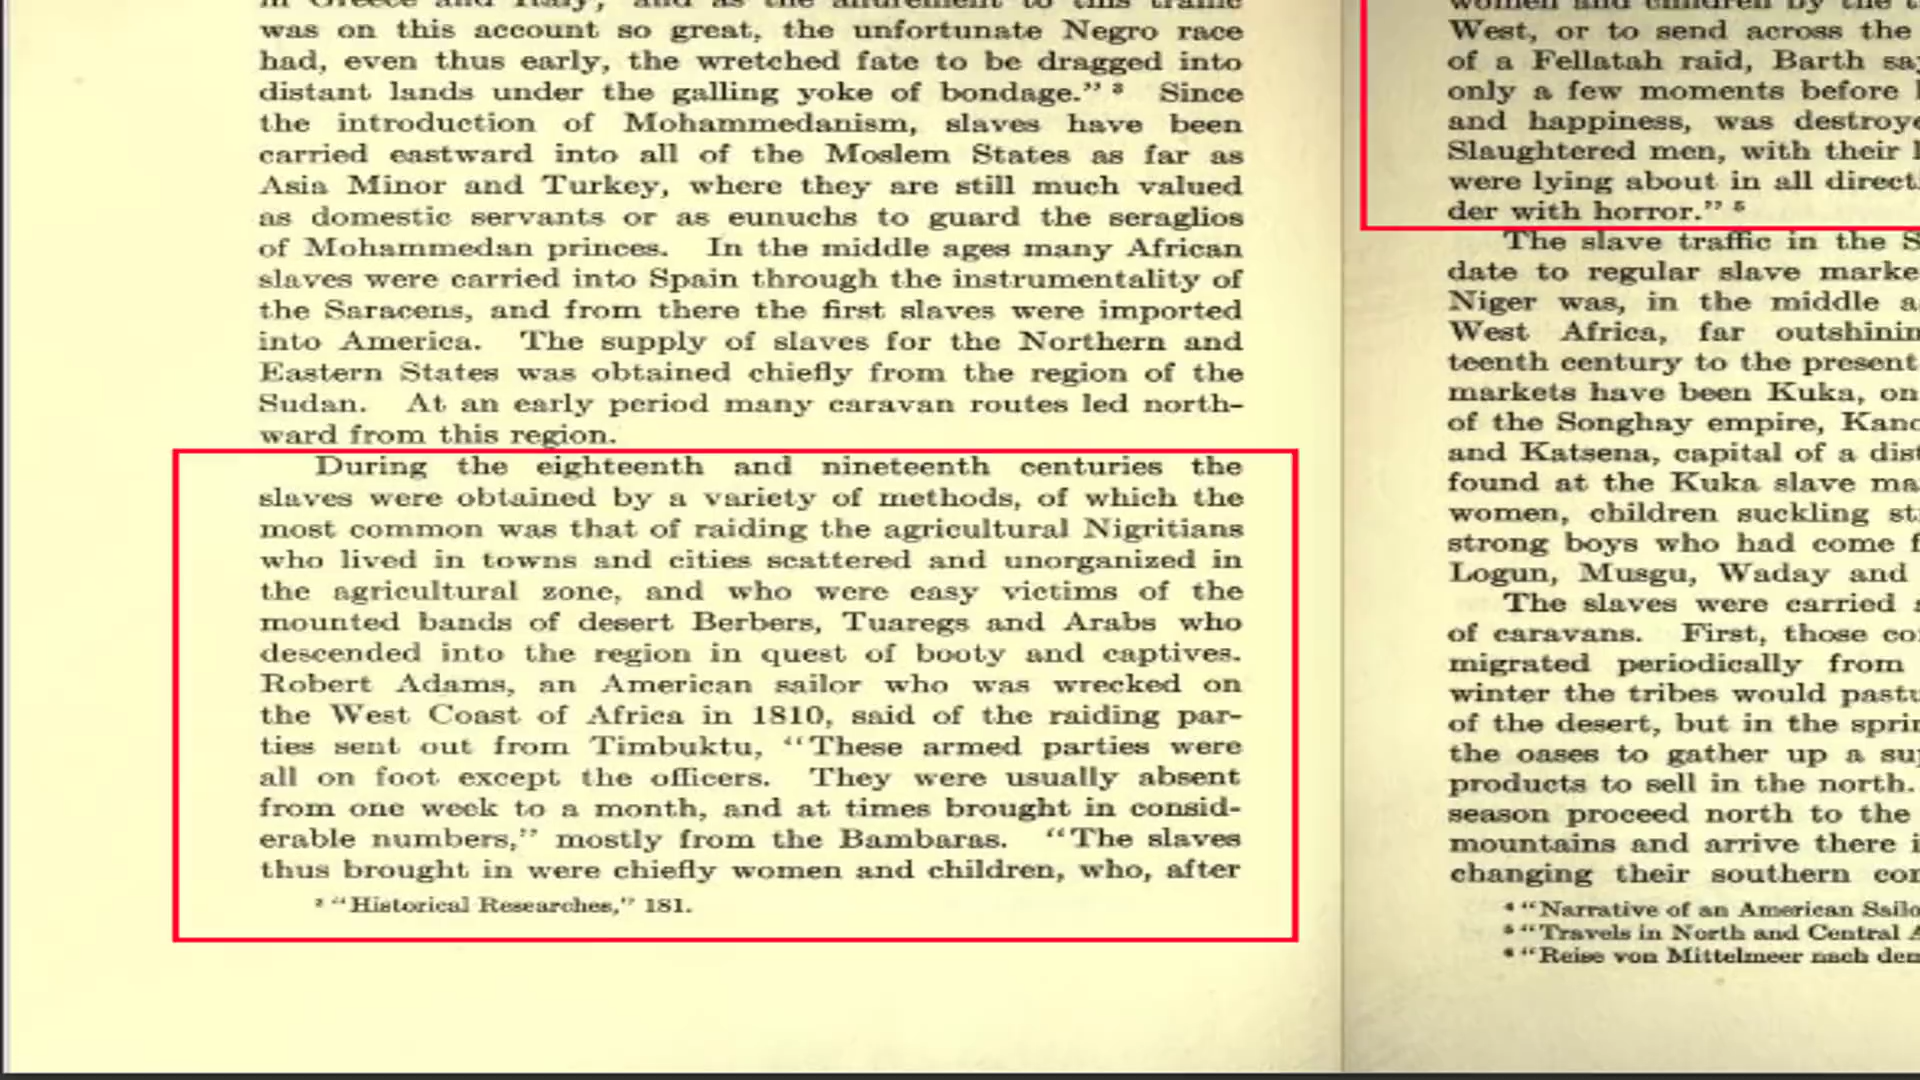 in Greece and Italy, and as the allurement to this traffic
was on this account so great, the unfortunate Negro race
had, even thus early, the wretched fate to be dragged into
distant lands under the galling yoke of bondage." ³ Since
the introduction of Mohammedanism, slaves have been
carried eastward into all of the Moslem States as far as
Asia Minor and Turkey, where they are still much valued
as domestic servants or as eunuchs to guard the seraglios
of Mohammedan princes. In the middle ages many African
slaves were carried into Spain through the instrumentality of
the Saracens, and from there the first slaves were imported
into America. The supply of slaves for the Northern and
Eastern States was obtained chiefly from the region of the
Sudan. At an early period many caravan routes led north-
ward from this region.
During the eighteenth and nineteenth centuries the
slaves were obtained by a variety of methods, of which the
most common was that of raiding the agricultural Nigritians
who lived in towns and cities scattered and unorganized in
the agricultural zone, and who were easy victims of the
mounted bands of desert Berbers, Tuaregs and Arabs who
descended into the region in quest of booty and captives.
Robert Adams, an American sailor who was wrecked on
the West Coast of Africa in 1810, said of the raiding par-
ties sent out from Timbuktu, "These armed parties were
all on foot except the officers. They were usually absent
from one week to a month, and at times brought in consid-
erable numbers," mostly from the Bambaras. "The slaves
thus brought in were chiefly women and children, who, after
³ "Historical Researches," 181.
women and children by the
West, or to send across the
of a Fellatah raid, Barth
only a few moments before
and happiness, was
Slaughtered men, with their
were lying about in all
der with horror." ⁵
The slave traffic in the
date to regular slave
Niger was, in the middle
West Africa, far
teenth century to the present
markets have been Kuka, on
of the Songhay empire,
and Katsena, capital of a
found at the Kuka slave
women, children suckling
strong boys who had come
Logun, Musgu, Waday and
The slaves were carried
of caravans. First, those
migrated periodically from
winter the tribes would
of the desert, but in the
the oases to gather up a
products to sell in the north.
season proceed north to the
mountains and arrive there
changing their southern
⁴ "Narrative of an American
⁵ "Travels in North and Central
⁶ "Reise von Mittelmeer nach